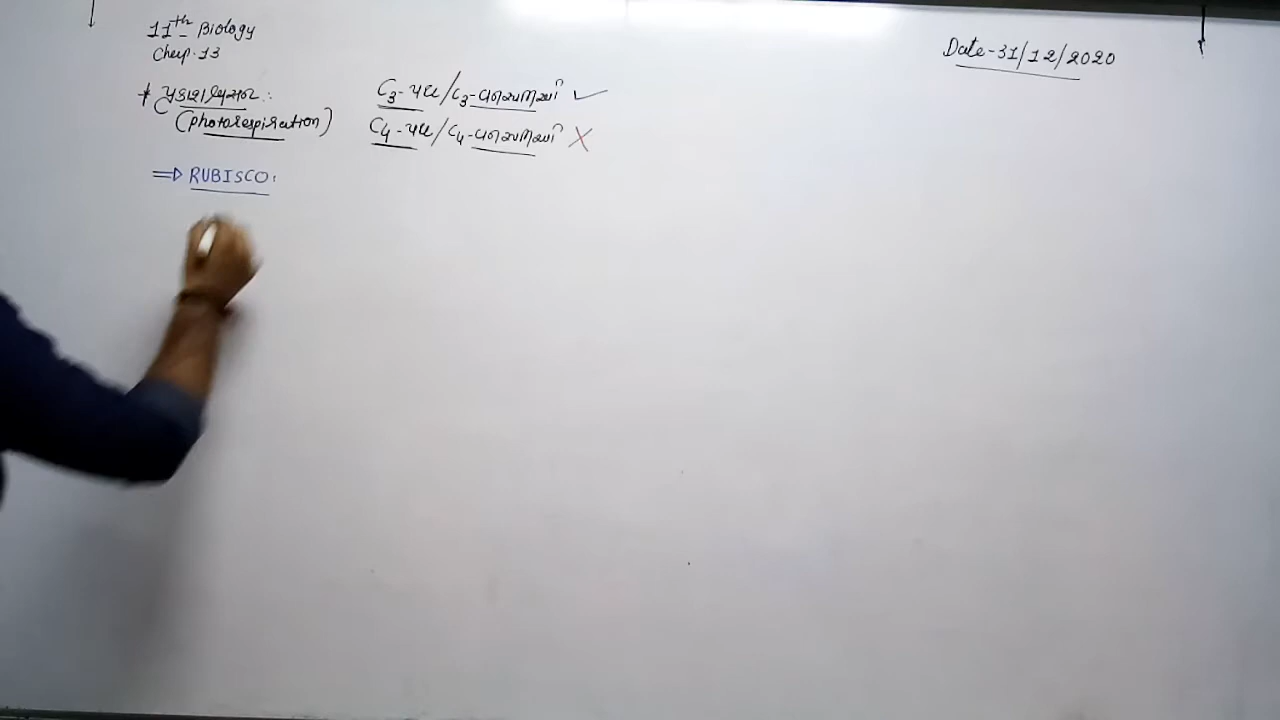 11th Biology
Chap. 13
Date-31/12/2020
* પ્રકાશશ્વસન :
(Photorespiration)
C3-પથ/C3-વનસ્પતિમાં ✓
C4-પથ/C4-વનસ્પતિમાં ✗
⇒ RUBISCO: